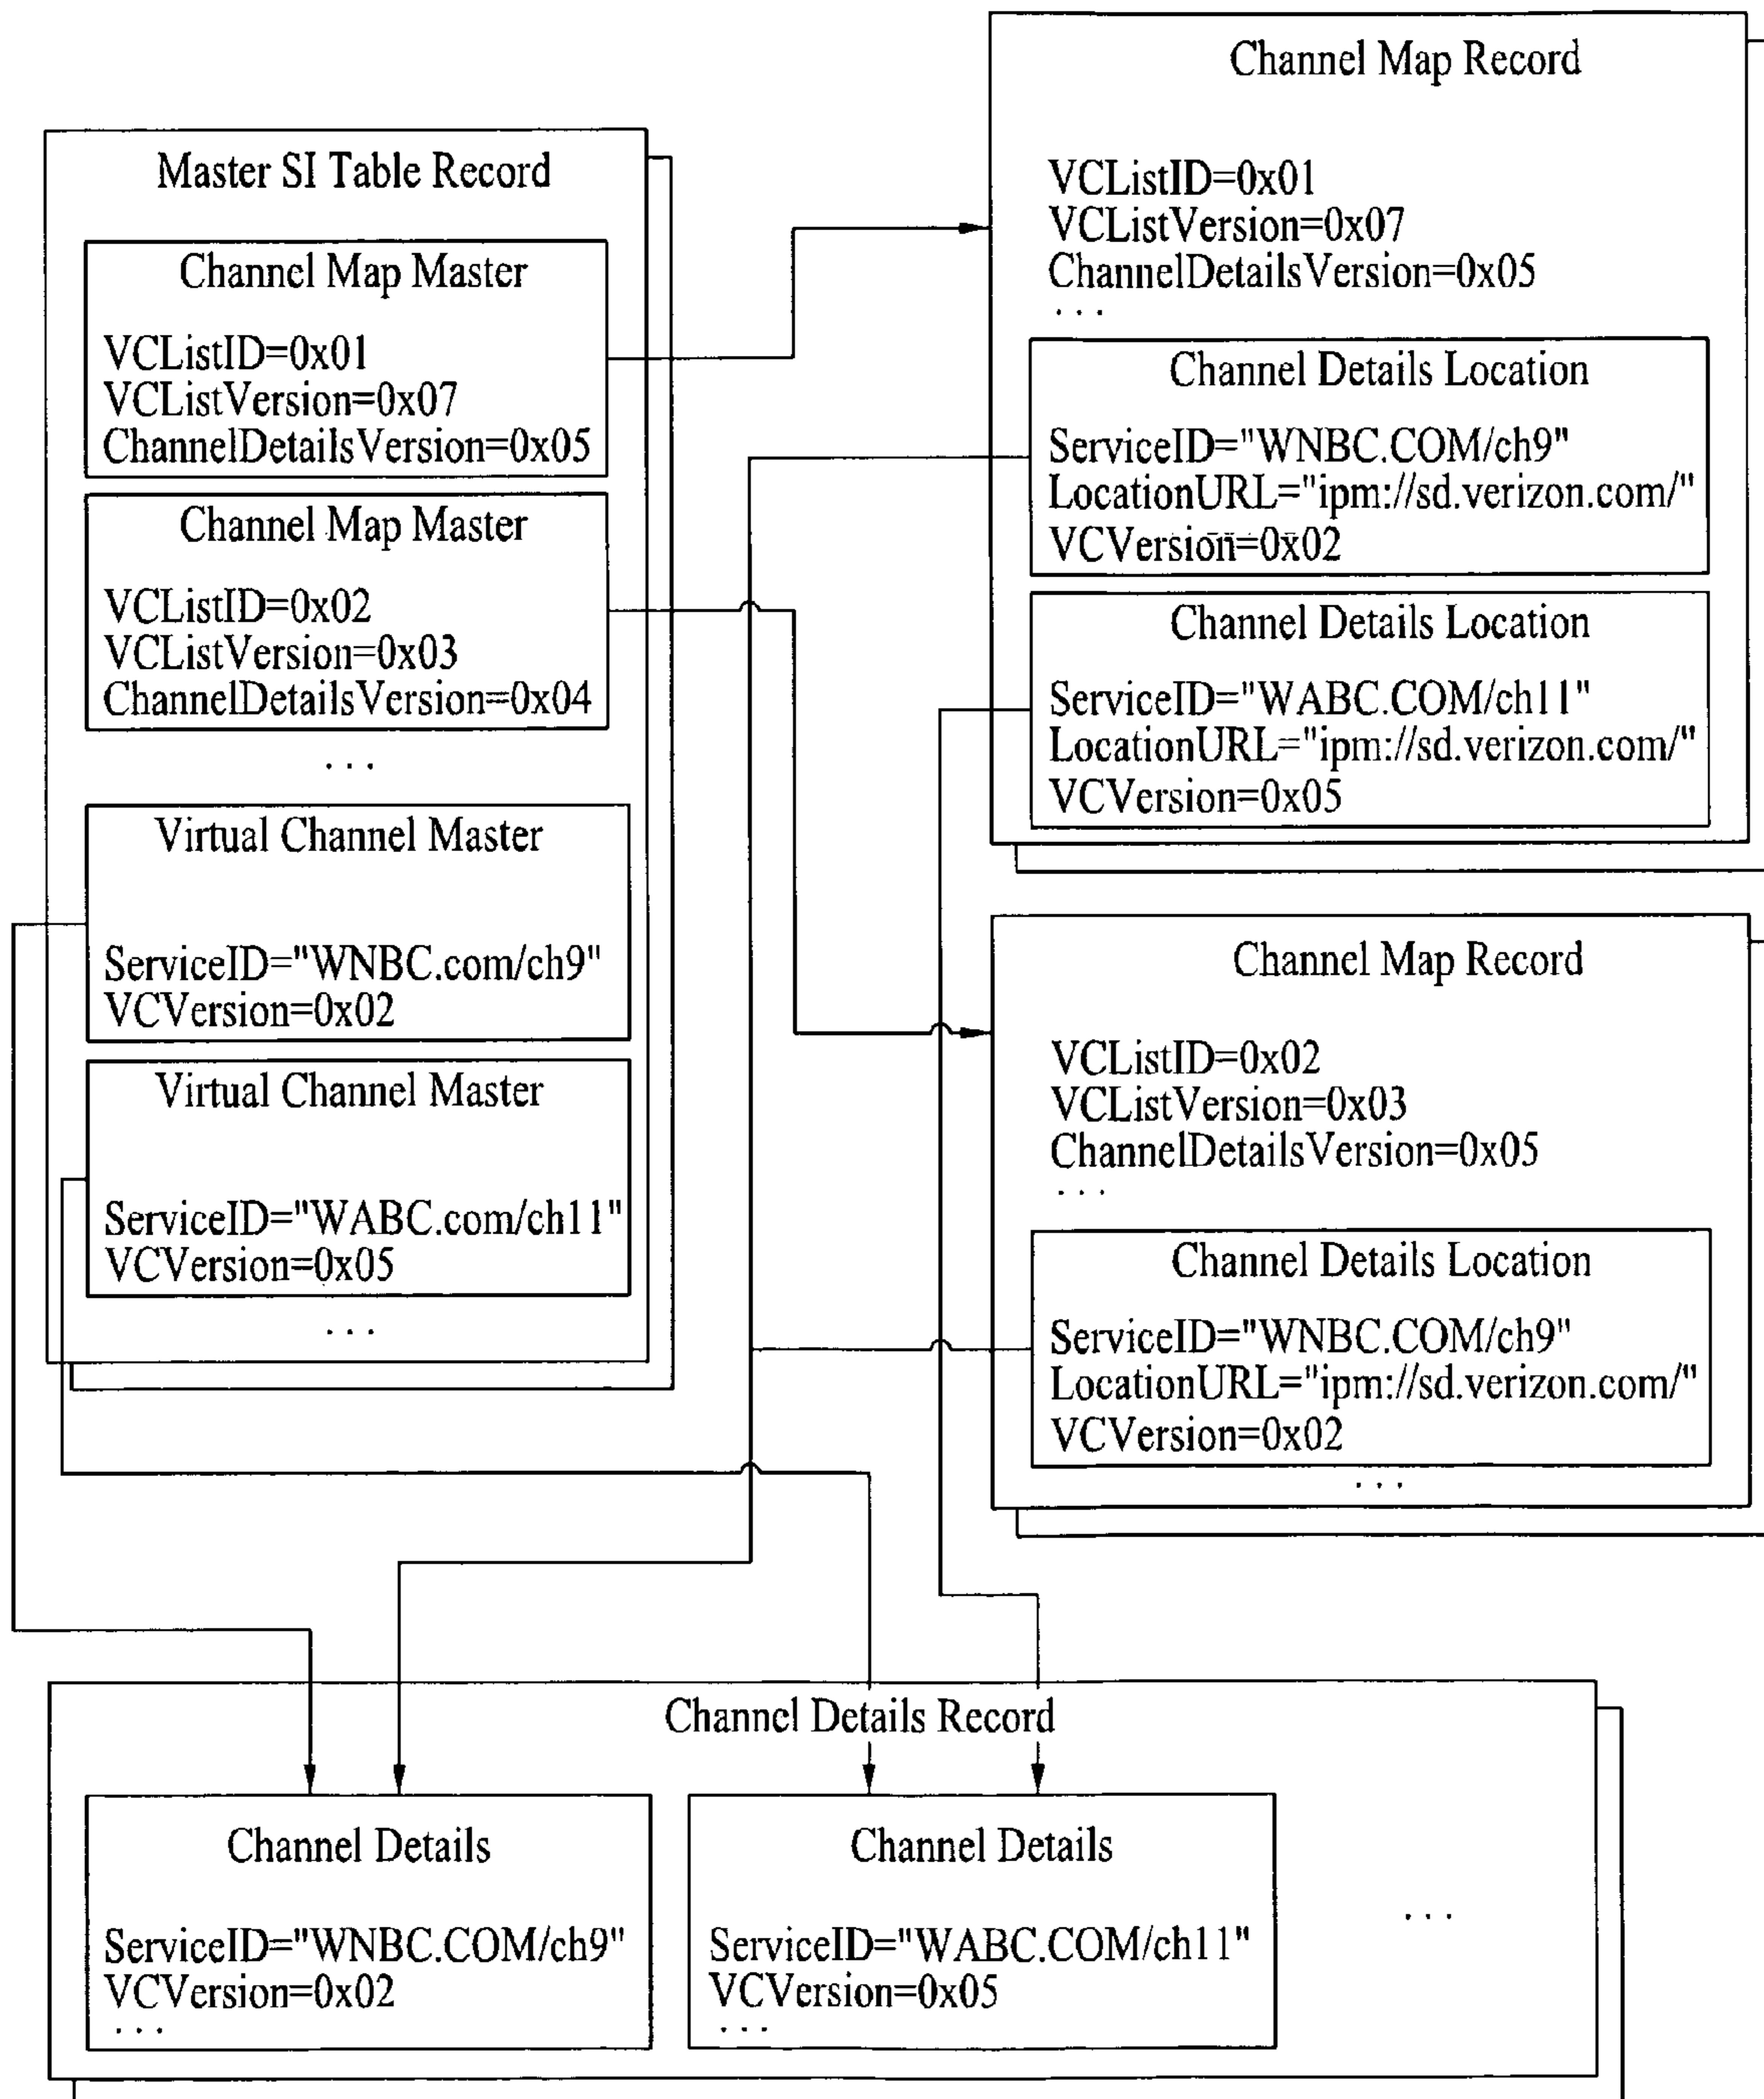 Master SI Table Record
Channel Map Master
VCListID=0x01
VCListVersion=0x07
ChannelDetailsVersion=0x05
Channel Map Master
VCListID=0x02
VCListVersion=0x03
ChannelDetailsVersion=0x04
. . .
Virtual Channel Master
ServiceID="WNBC.com/ch9"
VCVersion=0x02
Virtual Channel Master
ServiceID="WABC.com/ch11"
VCVersion=0x05
. . .
Channel Map Record
VCListID=0x01
VCListVersion=0x07
ChannelDetailsVersion=0x05
. . .
Channel Details Location
ServiceID="WNBC.COM/ch9"
LocationURL="ipm://sd.verizon.com/"
VCVersion=0x02
Channel Details Location
ServiceID="WABC.COM/ch11"
LocationURL="ipm://sd.verizon.com/"
VCVersion=0x05
Channel Map Record
VCListID=0x02
VCListVersion=0x03
ChannelDetailsVersion=0x05
. . .
Channel Details Location
ServiceID="WNBC.COM/ch9"
LocationURL="ipm://sd.verizon.com/"
VCVersion=0x02
. . .
Channel Details Record
Channel Details
ServiceID="WNBC.COM/ch9"
VCVersion=0x02
. . .
Channel Details
ServiceID="WABC.COM/ch11"
VCVersion=0x05
. . .
. . .